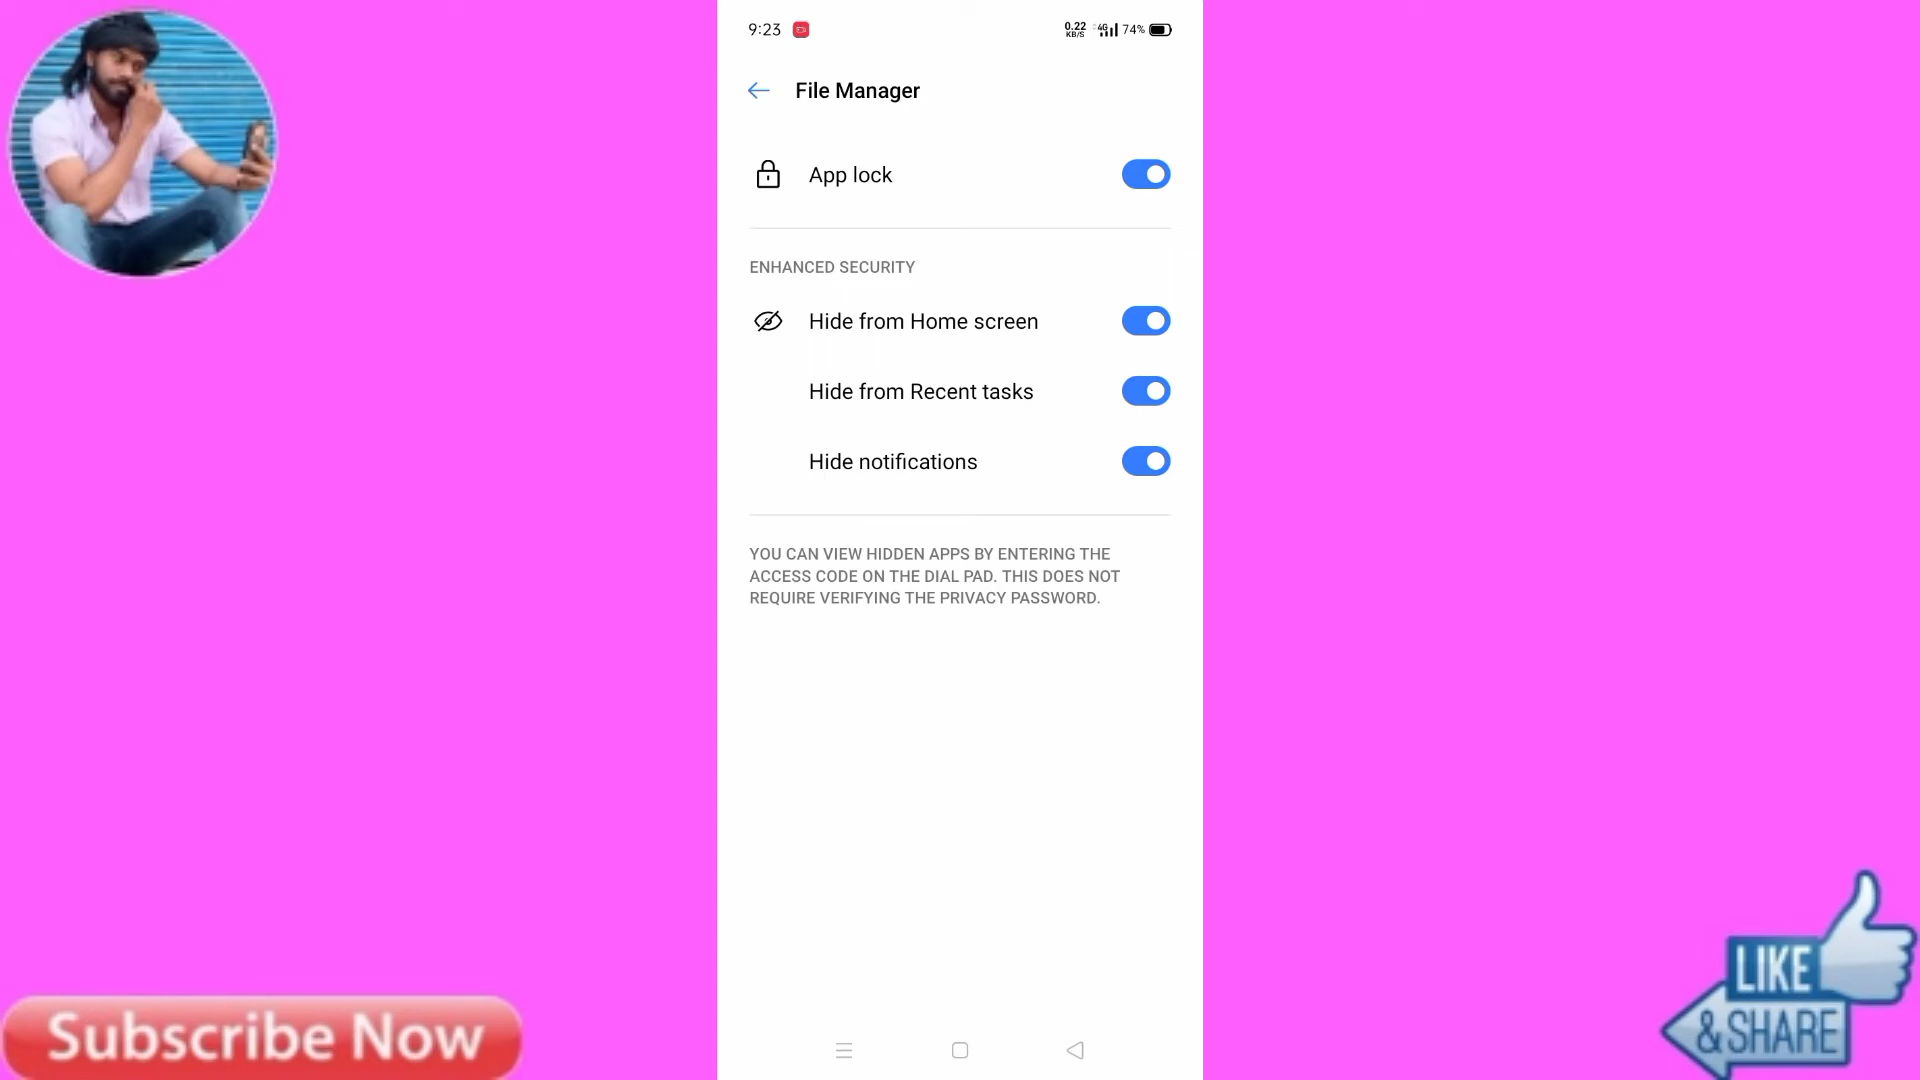 9:23
0.22
KB/S
4G
74%
File Manager
App lock
ENHANCED SECURITY
Hide from Home screen
Hide from Recent tasks
Hide notifications
YOU CAN VIEW HIDDEN APPS BY ENTERING THE
ACCESS CODE ON THE DIAL PAD. THIS DOES NOT
REQUIRE VERIFYING THE PRIVACY PASSWORD.
Subscribe Now
LIKE
& SHARE